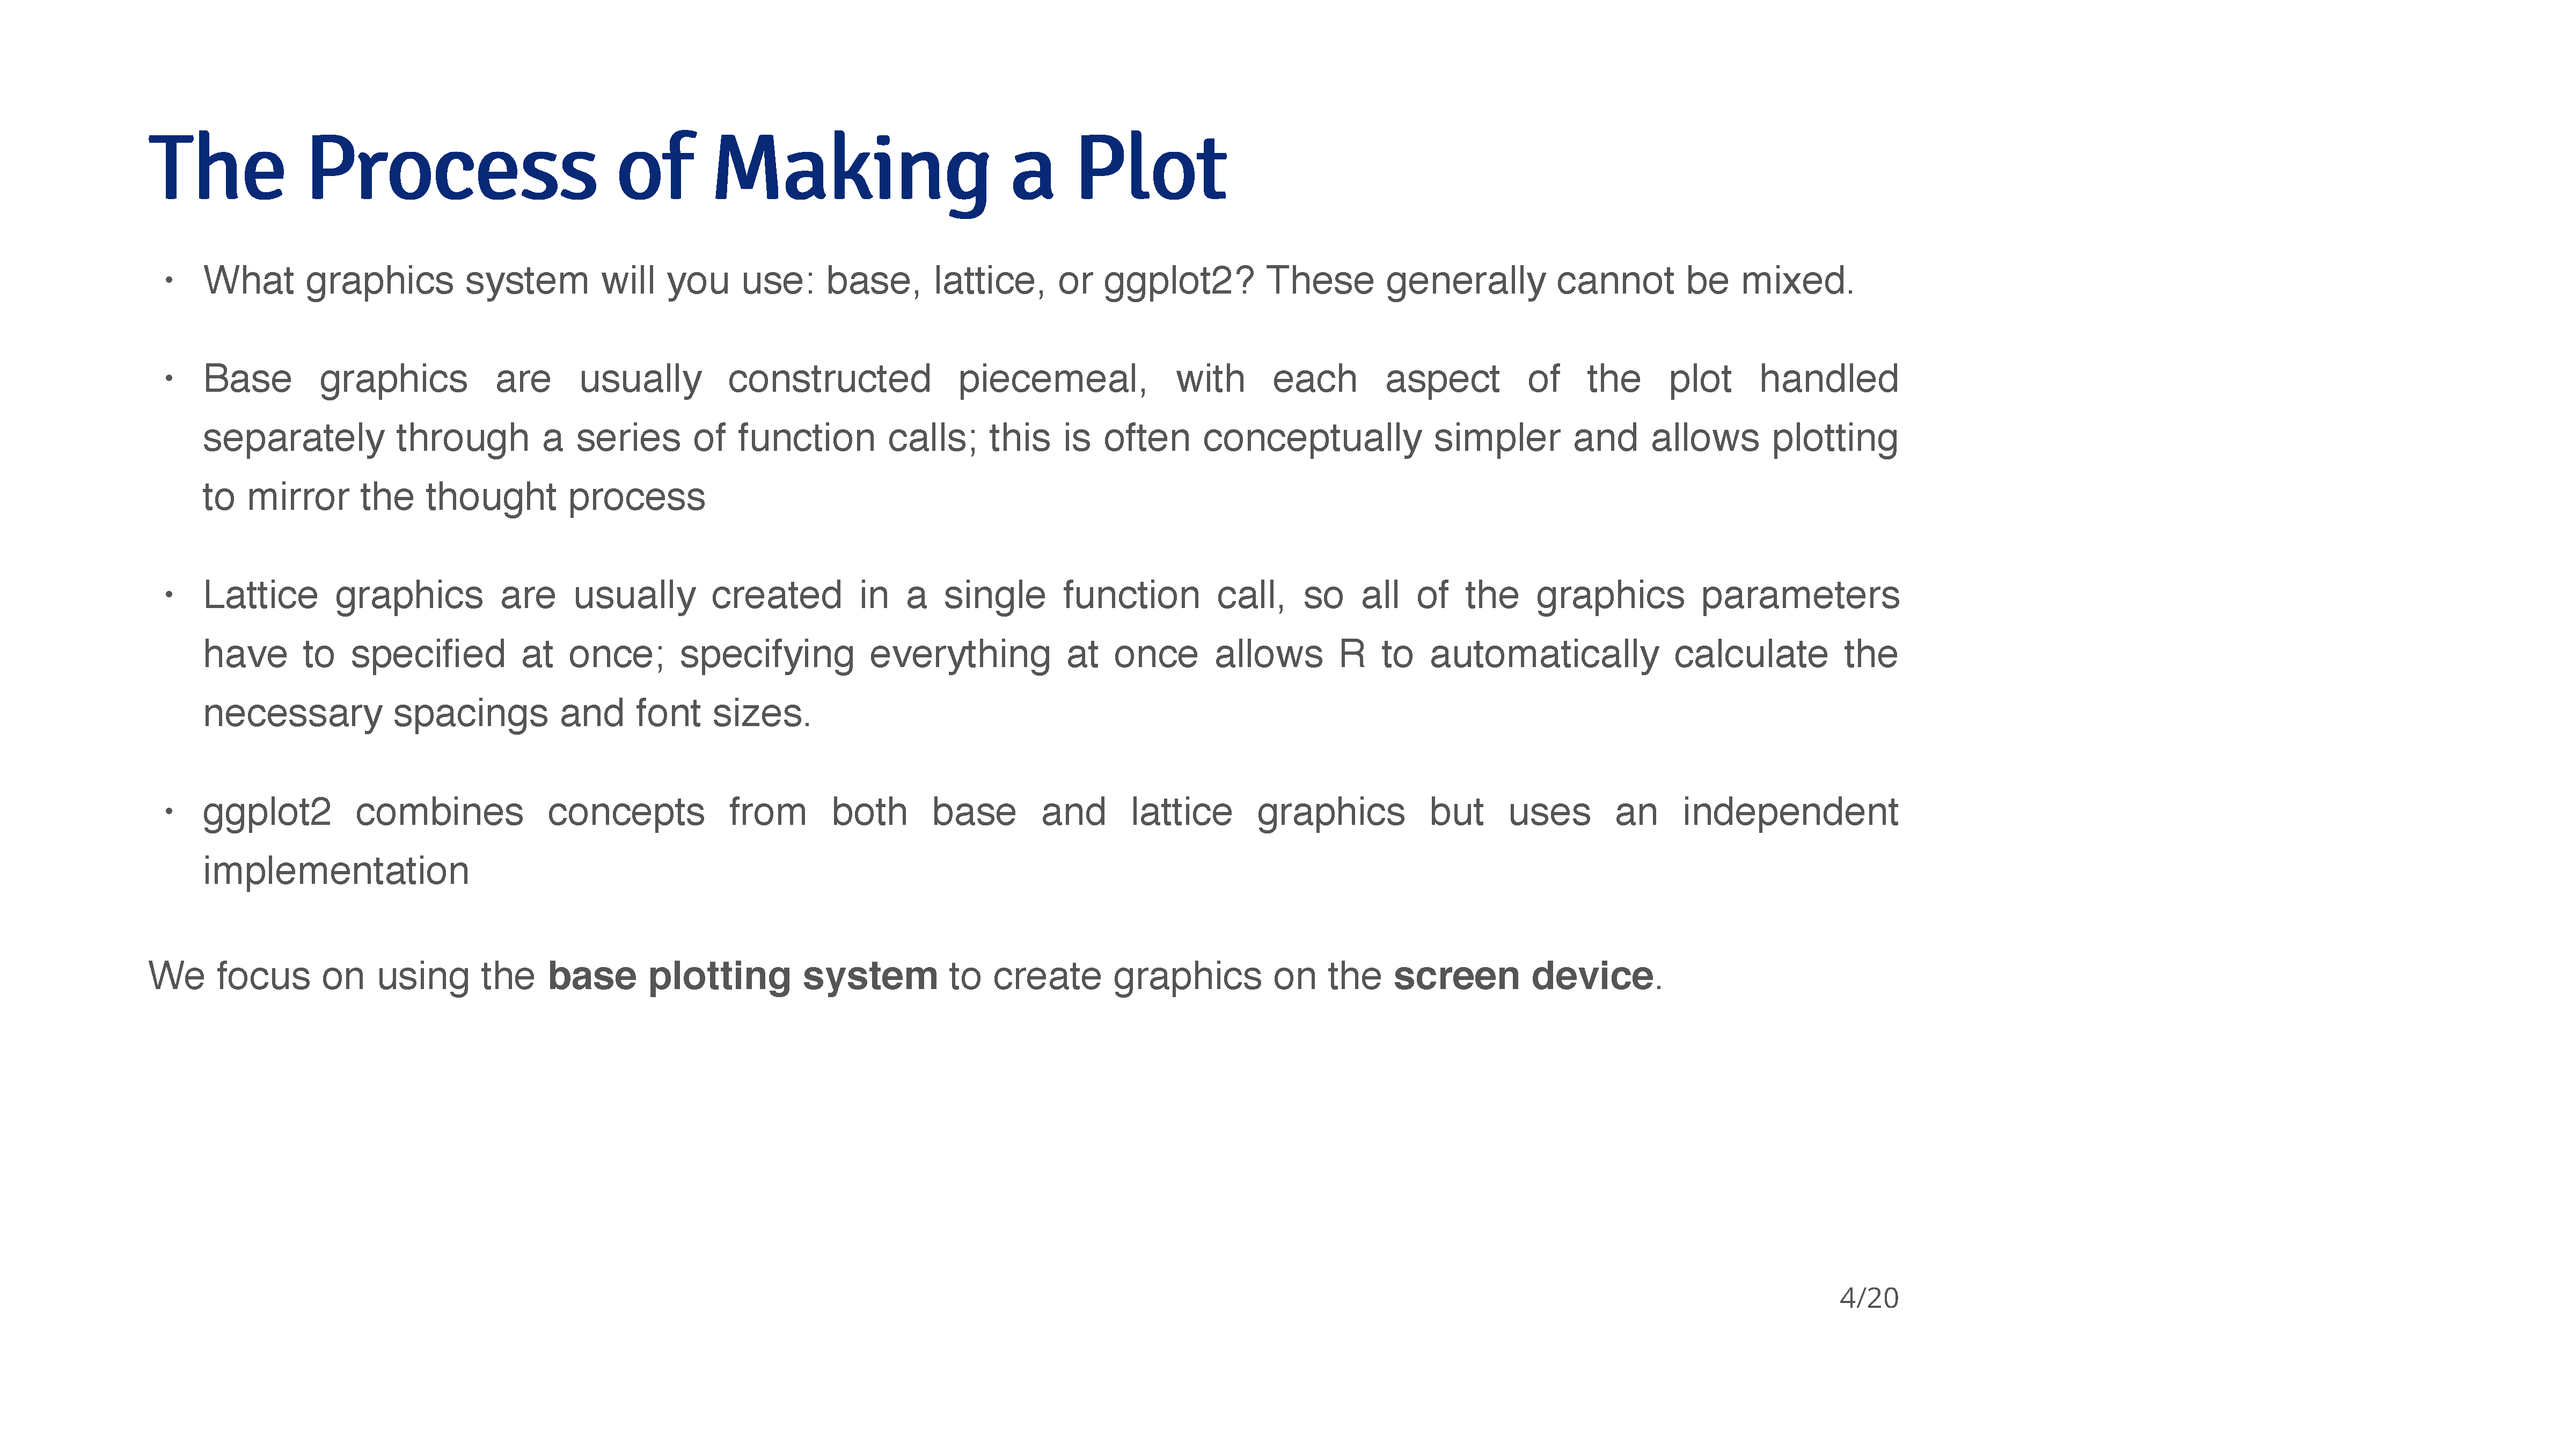 The Process of Making a Plot
· What graphics system will you use: base, lattice, or ggplot2? These generally cannot be mixed.
· Base graphics are usually constructed piecemeal, with each aspect of the plot handled
separately through a series of function calls; this is often conceptually simpler and allows plotting
to mirror the thought process
· Lattice graphics are usually created in a single function call, so all of the graphics parameters
have to specified at once; specifying everything at once allows R to automatically calculate the
necessary spacings and font sizes.
· ggplot2 combines concepts from both base and lattice graphics but uses an independent
implementation
We focus on using the base plotting system to create graphics on the screen device.
4/20